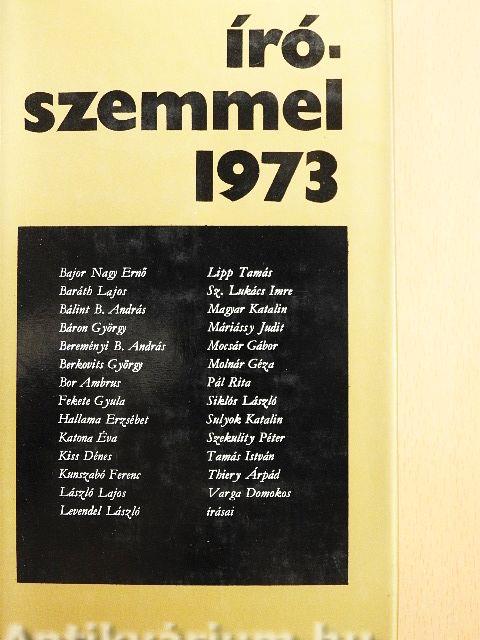 író-
szemmel
1973
Bajor Nagy Ernő
Baráth Lajos
Bálint B. András
Báron György
Bereményi B. András
Berkovits György
Bor Ambrus
Fekete Gyula
Hallama Erzsébet
Katona Éva
Kiss Dénes
Kunszabó Ferenc
László Lajos
Levendel László
Lipp Tamás
Sz. Lukács Imre
Magyar Katalin
Máriássy Judit
Mocsár Gábor
Molnár Géza
Pál Rita
Siklós László
Sulyok Katalin
Szekulity Péter
Tamás István
Thiery Árpád
Varga Domokos
írásai
Antikvárium.hu